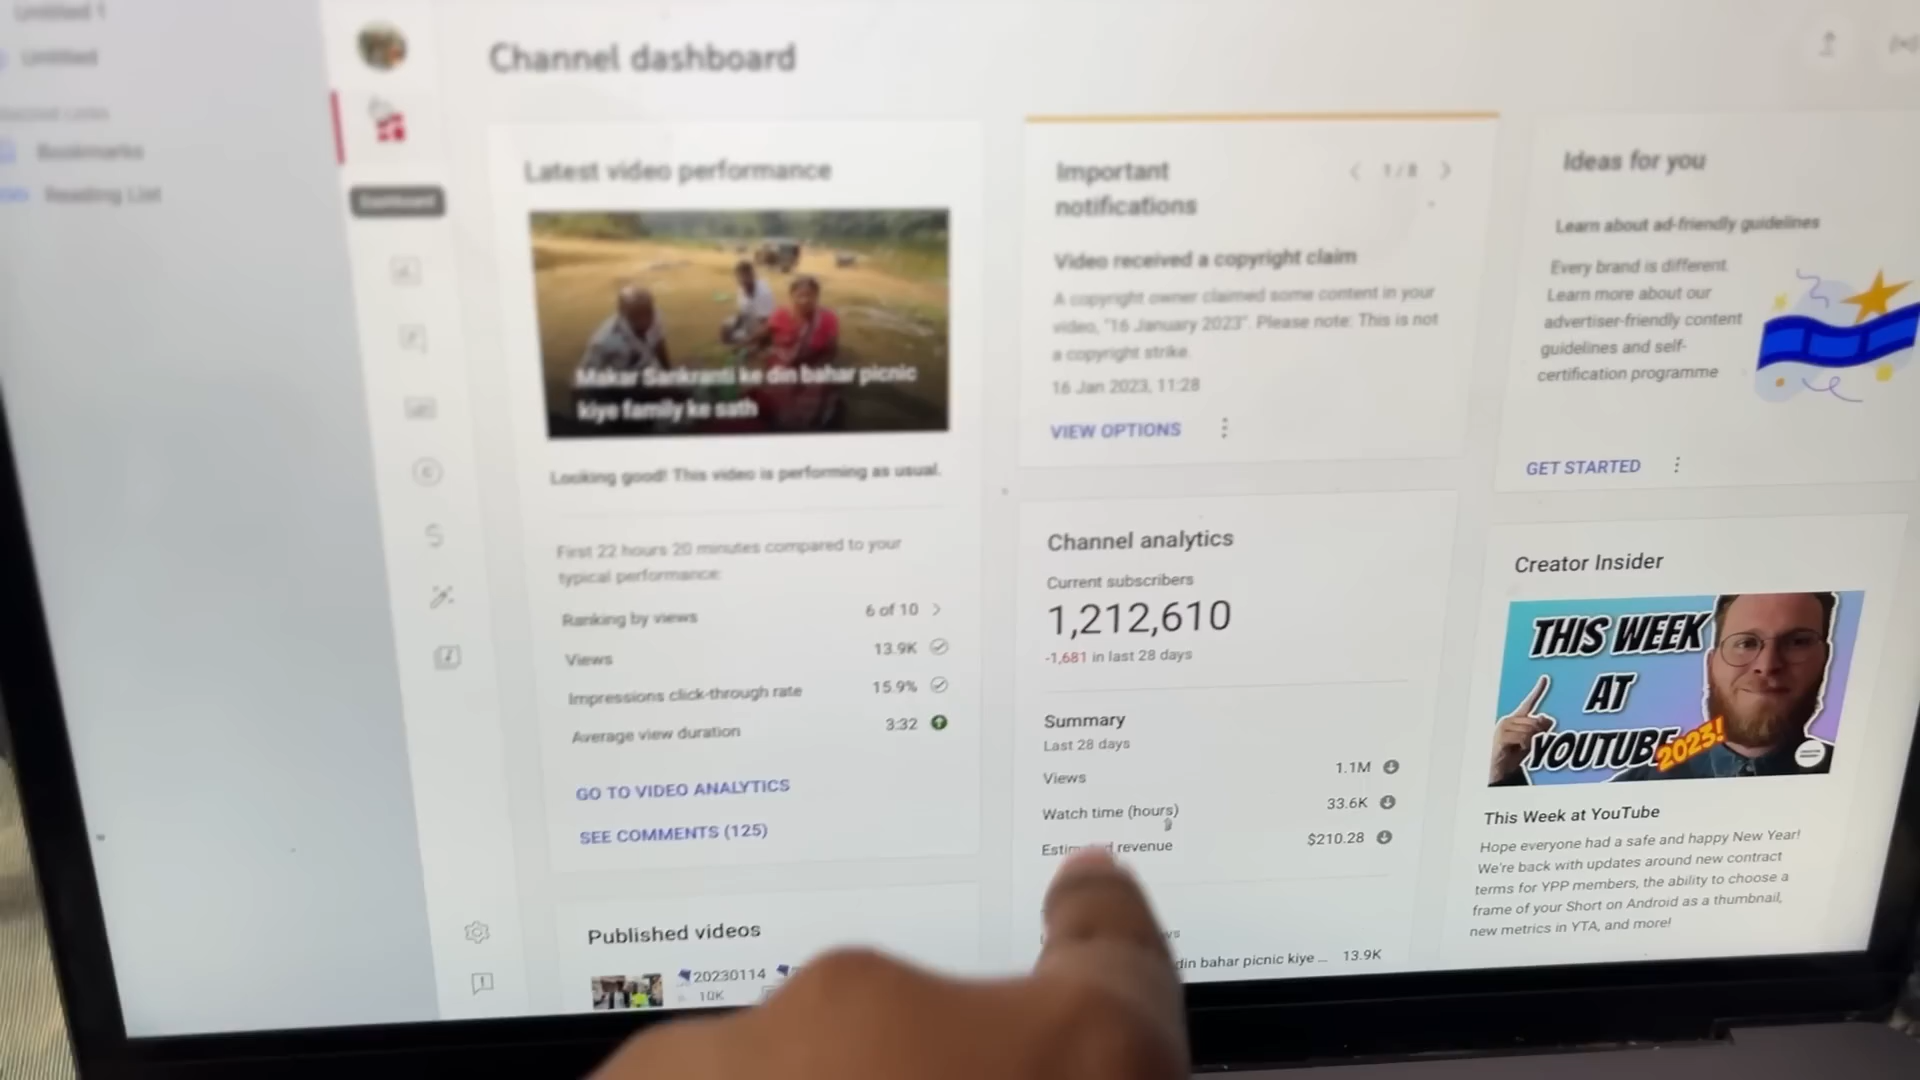 Untitled 1
Untitled
Bookmarks
Reading List
Channel dashboard
Dashboard
Latest video performance
Makar Sankranti ke din bahar picnic
kiye family ke sath
Looking good! This video is performing as usual.
First 22 hours 20 minutes compared to your
typical performance:
Ranking by views 6 of 10
Views 13.9K
Impressions click-through rate 15.9%
Average view duration 3:32
GO TO VIDEO ANALYTICS
SEE COMMENTS (125)
Published videos
20230114
10K
Important
notifications
1 / 8
Video received a copyright claim
A copyright owner claimed some content in your
video, "16 January 2023". Please note: This is not
a copyright strike.
16 Jan 2023, 11:28
VIEW OPTIONS
Channel analytics
Current subscribers
1,212,610
-1,681 in last 28 days
Summary
Last 28 days
Views 1.1M
Watch time (hours) 33.6K
revenue $210.28
din bahar picnic kiye ... 13.9K
Ideas for you
Learn about ad-friendly guidelines
Every brand is different.
Learn more about our
advertiser-friendly content
guidelines and self-
certification programme
GET STARTED
Creator Insider
THIS WEEK
AT
YOUTUBE
2023!
This Week at YouTube
Hope everyone had a safe and happy New Year!
We're back with updates around new contract
terms for YPP members, the ability to choose a
frame of your Short on Android as a thumbnail,
new metrics in YTA, and more!